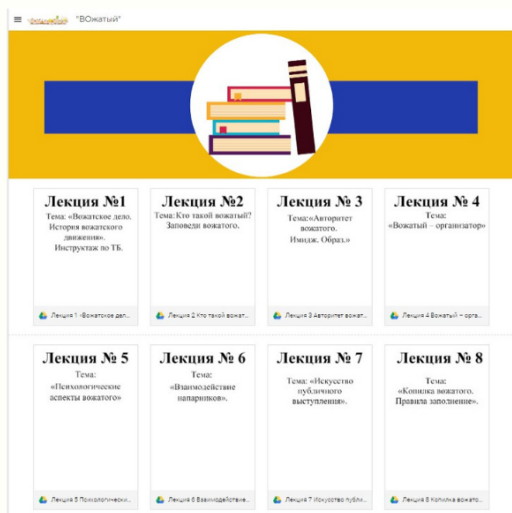 "ВОжатый"
Лекция №1
Тема: «Вожатское дело.
История вожатского
движения».
Инструктаж по ТБ.
Лекция №2
Тема:Кто такой вожатый?
Заповеди вожатого.
Лекция № 3
Тема:«Авторитет
вожатого.
Имидж. Образ.»
Лекция № 4
Тема:
«Вожатый – организатор»
Лекция 1 «Вожатское дел...
Лекция 2 Кто такой вожат...
Лекция 3 Авторитет вожат...
Лекция 4 Вожатый – орга...
Лекция № 5
Тема:
«Психологические
аспекты вожатого»
Лекция № 6
Тема:
«Взаимодействие
напарников».
Лекция № 7
Тема: «Искусство
публичного
выступления».
Лекция № 8
Тема:
«Копилка вожатого.
Правила заполнение».
Лекция 5 Психологически...
Лекция 6 Взаимодействие...
Лекция 7 Искусство публи...
Лекция 8 Копилка вожато...